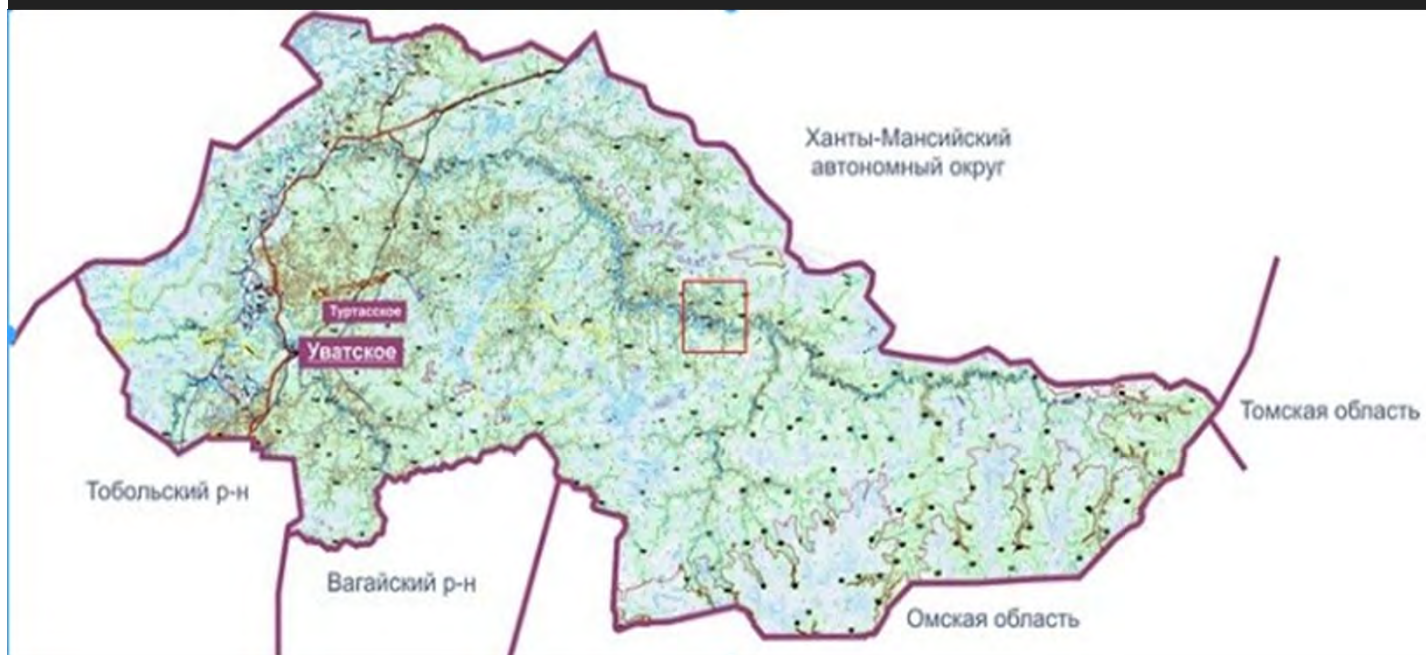 Ханты-Мансийский
автономный округ
Туртасское
Уватское
Томская область
Тобольский р-н
Вагайский р-н
Омская область